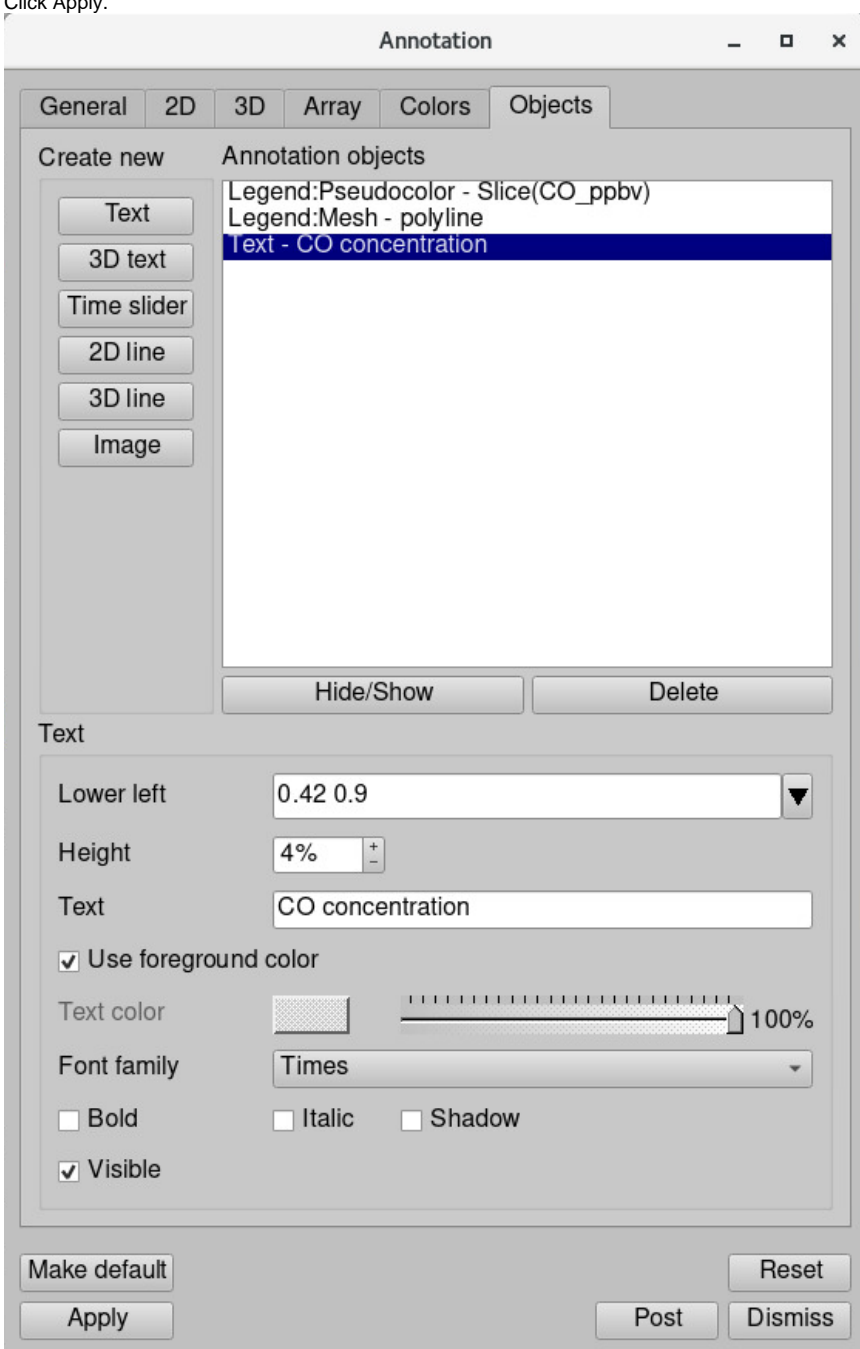 Click Apply.
Annotation
General 2D 3D Array Colors Objects
Create new Annotation objects
Text
3D text
Time slider
2D line
3D line
Image
Legend:Pseudocolor - Slice(CO_ppbv)
Legend:Mesh - polyline
Text - CO concentration
Hide/Show Delete
Text
Lower left 0.42 0.9
Height 4%
Text CO concentration
Use foreground color
Text color 100%
Font family Times
Bold Italic Shadow
Visible
Make default Reset
Apply Post Dismiss